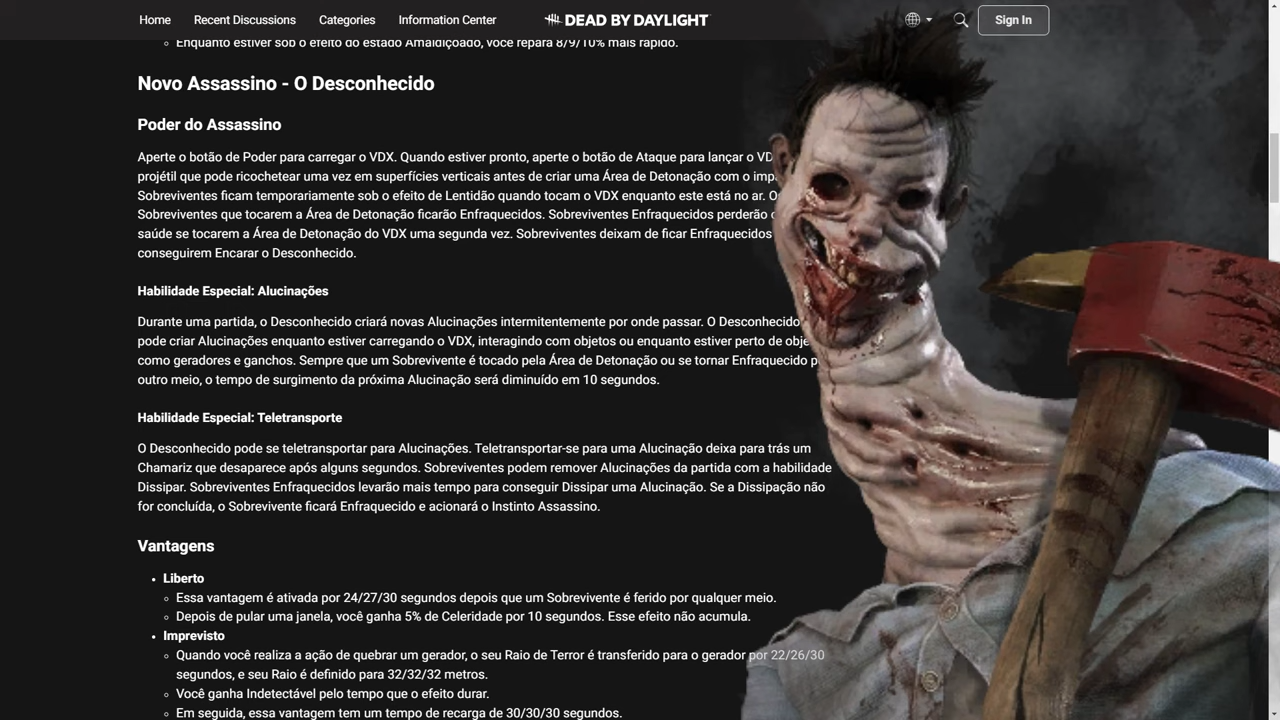 Home Recent Discussions Categories Information Center DEAD BY DAYLIGHT Sign In
Enquanto estiver sob o efeito do estado Amaldiçoado, você repara 8/9/10% mais rápido.
Novo Assassino - O Desconhecido
Poder do Assassino
Aperte o botão de Poder para carregar o VDX. Quando estiver pronto, aperte o botão de Ataque para lançar o
projétil que pode ricochetear uma vez em superfícies verticais antes de criar uma Área de Detonação com o
Sobreviventes ficam temporariamente sob o efeito de Lentidão quando tocam o VDX enquanto este está no ar.
Sobreviventes que tocarem a Área de Detonação ficarão Enfraquecidos. Sobreviventes Enfraquecidos perderão
saúde se tocarem a Área de Detonação do VDX uma segunda vez. Sobreviventes deixam de ficar Enfraquecidos
conseguirem Encarar o Desconhecido.
Habilidade Especial: Alucinações
Durante uma partida, o Desconhecido criará novas Alucinações intermitentemente por onde passar. O Desconhecido
pode criar Alucinações enquanto estiver carregando o VDX, interagindo com objetos ou enquanto estiver perto de
como geradores e ganchos. Sempre que um Sobrevivente é tocado pela Área de Detonação ou se tornar Enfraquecido
outro meio, o tempo de surgimento da próxima Alucinação será diminuído em 10 segundos.
Habilidade Especial: Teletransporte
O Desconhecido pode se teletransportar para Alucinações. Teletransportar-se para uma Alucinação deixa para trás um
Chamariz que desaparece após alguns segundos. Sobreviventes podem remover Alucinações da partida com a habilidade
Dissipar. Sobreviventes Enfraquecidos levarão mais tempo para conseguir Dissipar uma Alucinação. Se a Dissipação não
for concluída, o Sobrevivente ficará Enfraquecido e acionará o Instinto Assassino.
Vantagens
Liberto
Essa vantagem é ativada por 24/27/30 segundos depois que um Sobrevivente é ferido por qualquer meio.
Depois de pular uma janela, você ganha 5% de Celeridade por 10 segundos. Esse efeito não acumula.
Imprevisto
Quando você realiza a ação de quebrar um gerador, o seu Raio de Terror é transferido para o gerador por 22/26/30
segundos, e seu Raio é definido para 32/32/32 metros.
Você ganha Indetectável pelo tempo que o efeito durar.
Em seguida, essa vantagem tem um tempo de recarga de 30/30/30 segundos.